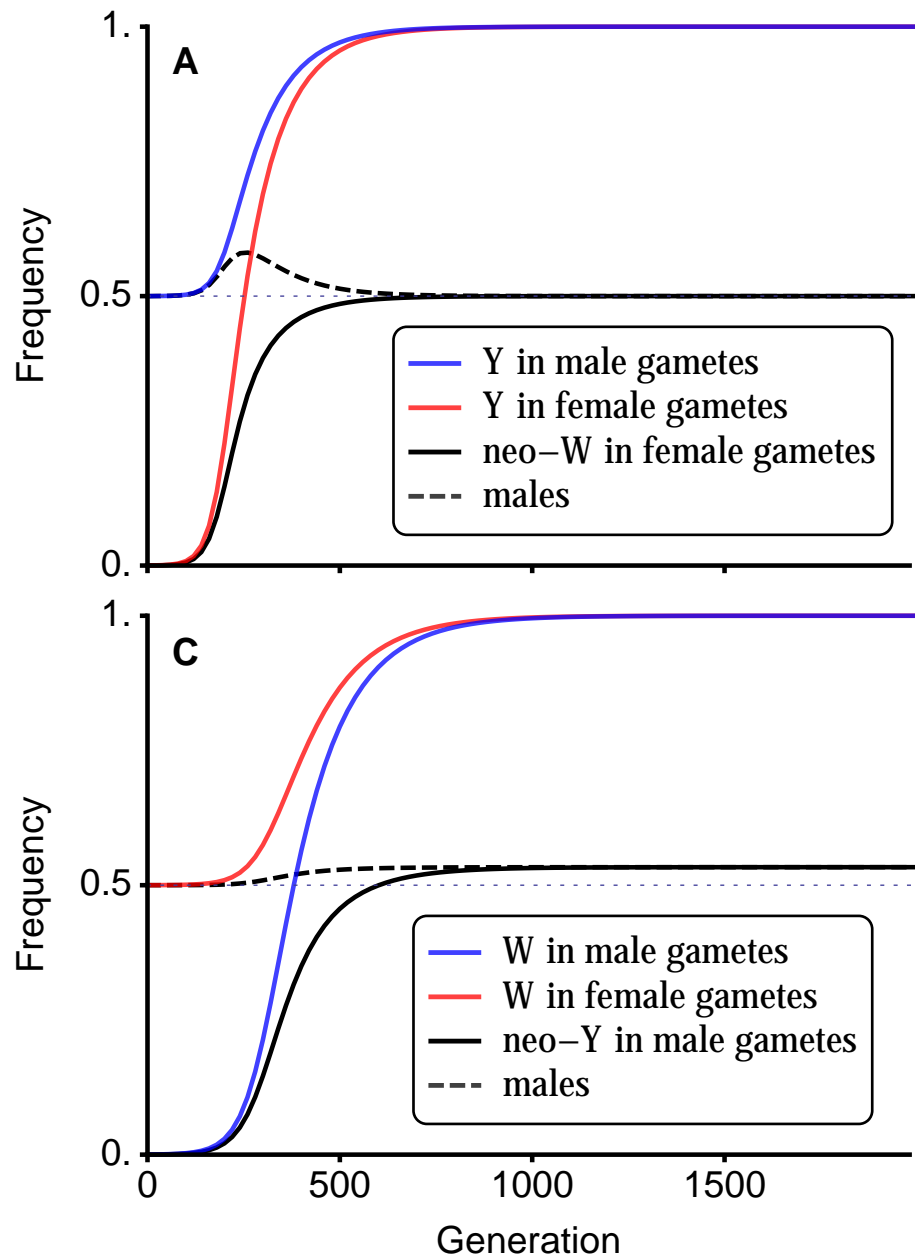 1.
A
Frequency
0.5
Y in male gametes
Y in female gametes
neo−W in female gametes
males
0.
1.
C
Frequency
0.5
W in male gametes
W in female gametes
neo−Y in male gametes
males
0.
0
500
1000
1500
Generation